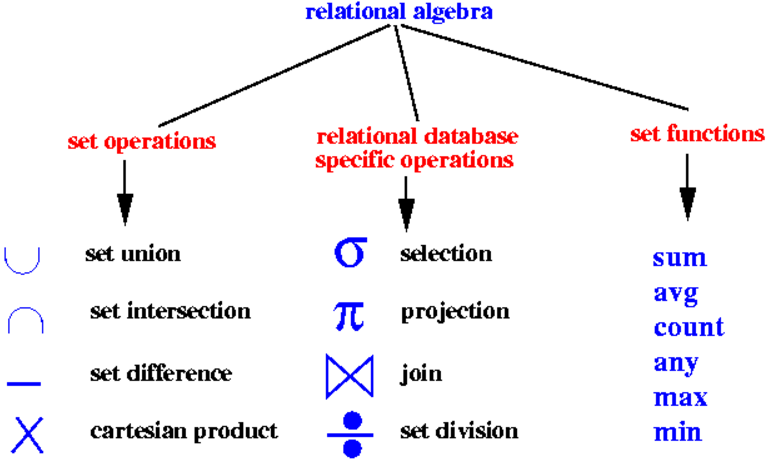 relational algebra
set operations
relational database
specific operations
set functions
∪ set union
∩ set intersection
− set difference
× cartesian product
σ selection
π projection
⋈ join
÷ set division
sum
avg
count
any
max
min